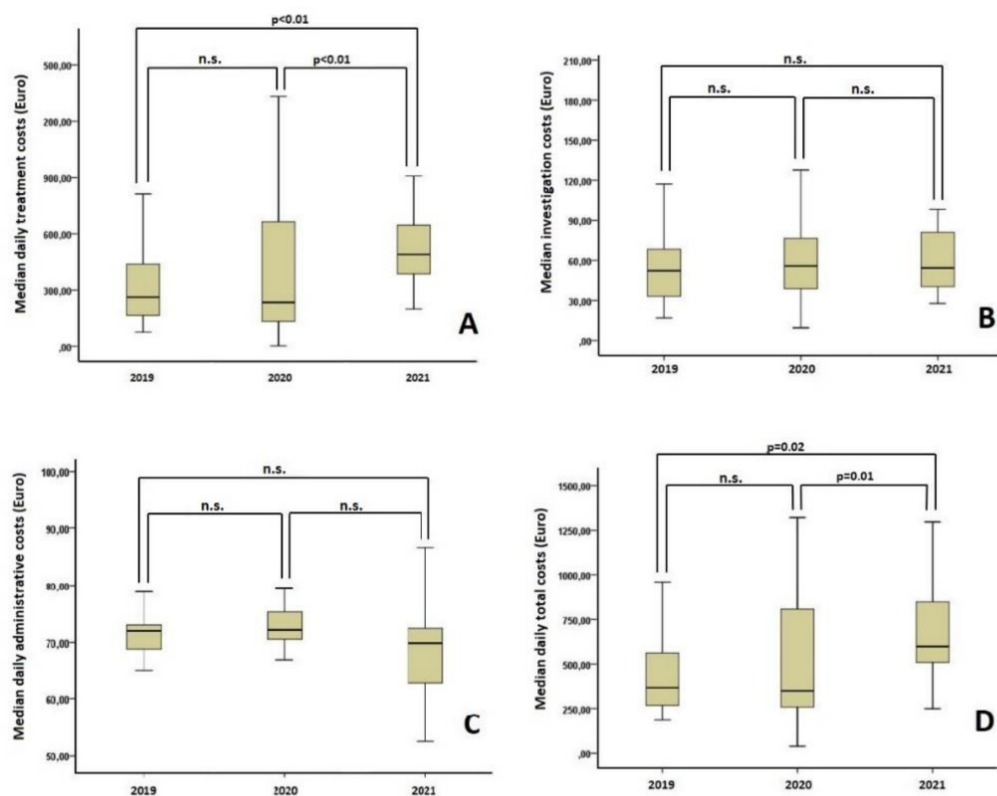 p<0.01
n.s.
p<0.01
500,00
200,00
900,00
600,00
300,00
,00
Median daily treatment costs (Euro)
2019
2020
2021
A
n.s.
n.s.
n.s.
210,00
180,00
150,00
120,00
90,00
60,00
30,00
,00
Median investigation costs (Euro)
2019
2020
2021
B
n.s.
n.s.
n.s.
100,00
90,00
80,00
70,00
60,00
50,00
Median daily administrative costs (Euro)
2019
2020
2021
C
p=0.02
n.s.
p=0.01
1500,00
1250,00
1000,00
750,00
500,00
250,00
,00
Median daily total costs (Euro)
2019
2020
2021
D